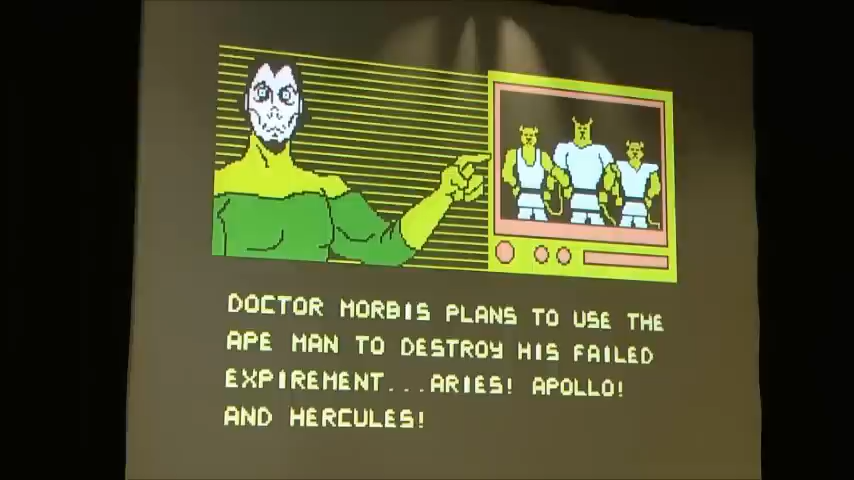 DOCTOR MORBIS PLANS TO USE THE
APE MAN TO DESTROY HIS FAILED
EXPIREMENT...ARIES! APOLLO!
AND HERCULES!